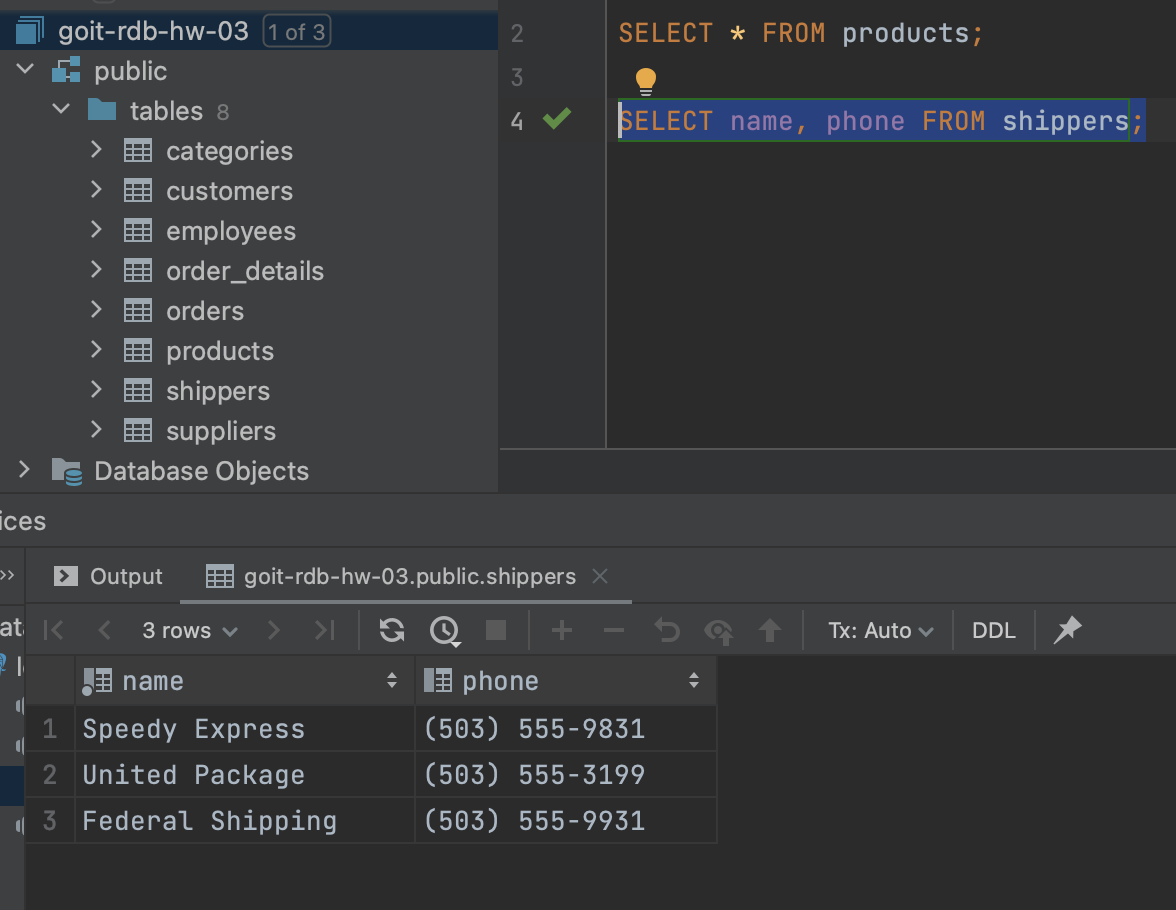 goit-rdb-hw-03 1 of 3
public
tables 8
categories
customers
employees
order_details
orders
products
shippers
suppliers
Database Objects
2 SELECT * FROM products;
3
4 SELECT name, phone FROM shippers;
ices
Output goit-rdb-hw-03.public.shippers
3 rows Tx: Auto DDL
name phone
1 Speedy Express (503) 555-9831
2 United Package (503) 555-3199
3 Federal Shipping (503) 555-9931